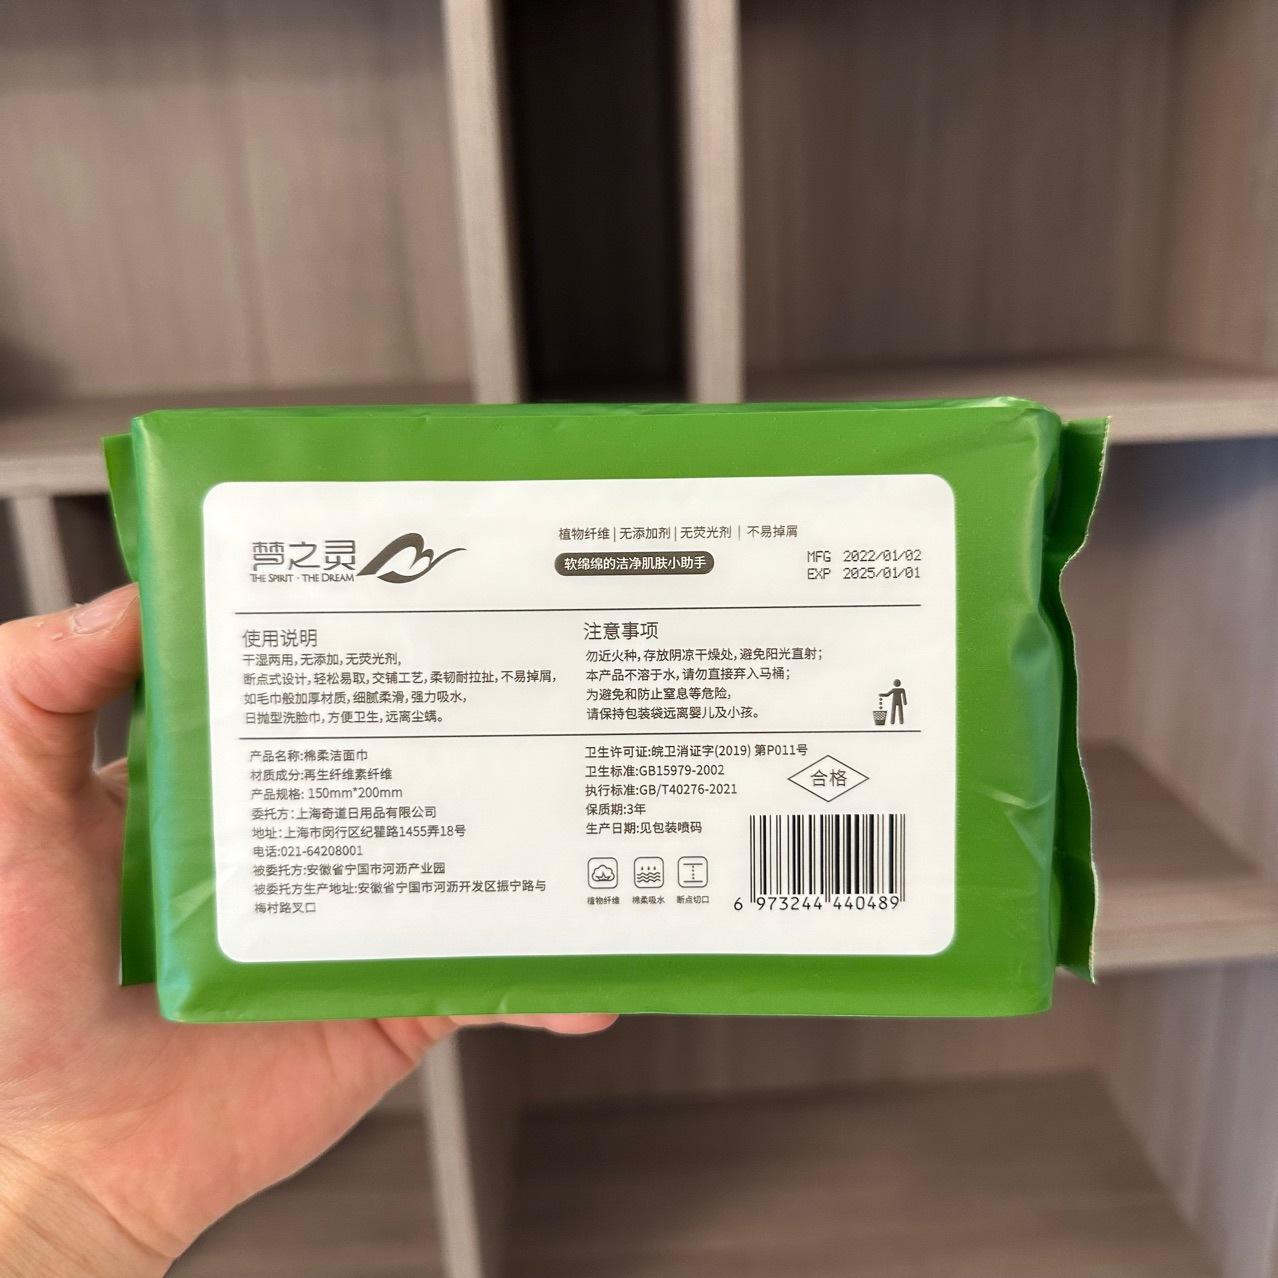 梦之灵
THE SPIRIT · THE DREAM
植物纤维 | 无添加剂 | 无荧光剂 | 不易掉屑
软绵绵的洁净肌肤小助手
MFG 2022/01/02
EXP 2025/01/01
使用说明
干湿两用,无添加,无荧光剂,
断点式设计,轻松易取,交铺工艺,柔韧耐拉扯,不易掉屑,
如毛巾般加厚材质,细腻柔滑,强力吸水,
日抛型洗脸巾,方便卫生,远离尘螨。
注意事项
勿近火种,存放阴凉干燥处,避免阳光直射;
本产品不溶于水,请勿直接弃入马桶;
为避免和防止窒息等危险,
请保持包装袋远离婴儿及小孩。
产品名称:棉柔洁面巾
材质成分:再生纤维素纤维
产品规格: 150mm*200mm
委托方:上海奇道日用品有限公司
地址:上海市闵行区纪翟路1455弄18号
电话:021-64208001
被委托方:安徽省宁国市河沥产业园
被委托方生产地址:安徽省宁国市河沥开发区振宁路与
梅村路叉口
卫生许可证:皖卫消证字(2019) 第P011号
卫生标准:GB15979-2002
执行标准:GB/T40276-2021
保质期:3年
生产日期:见包装喷码
合格
植物纤维
棉柔吸水
断点切口
6 973244 440489